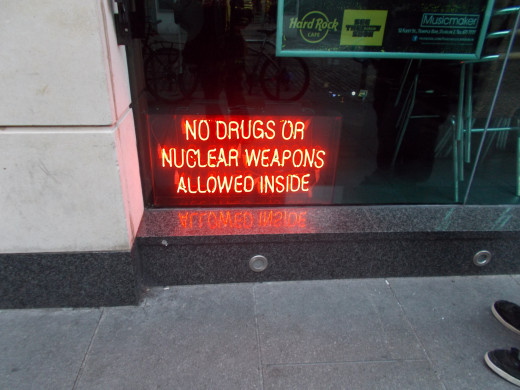 Hard Rock
CAFE
Musicmaker
NO DRUGS OR
NUCLEAR WEAPONS
ALLOWED INSIDE